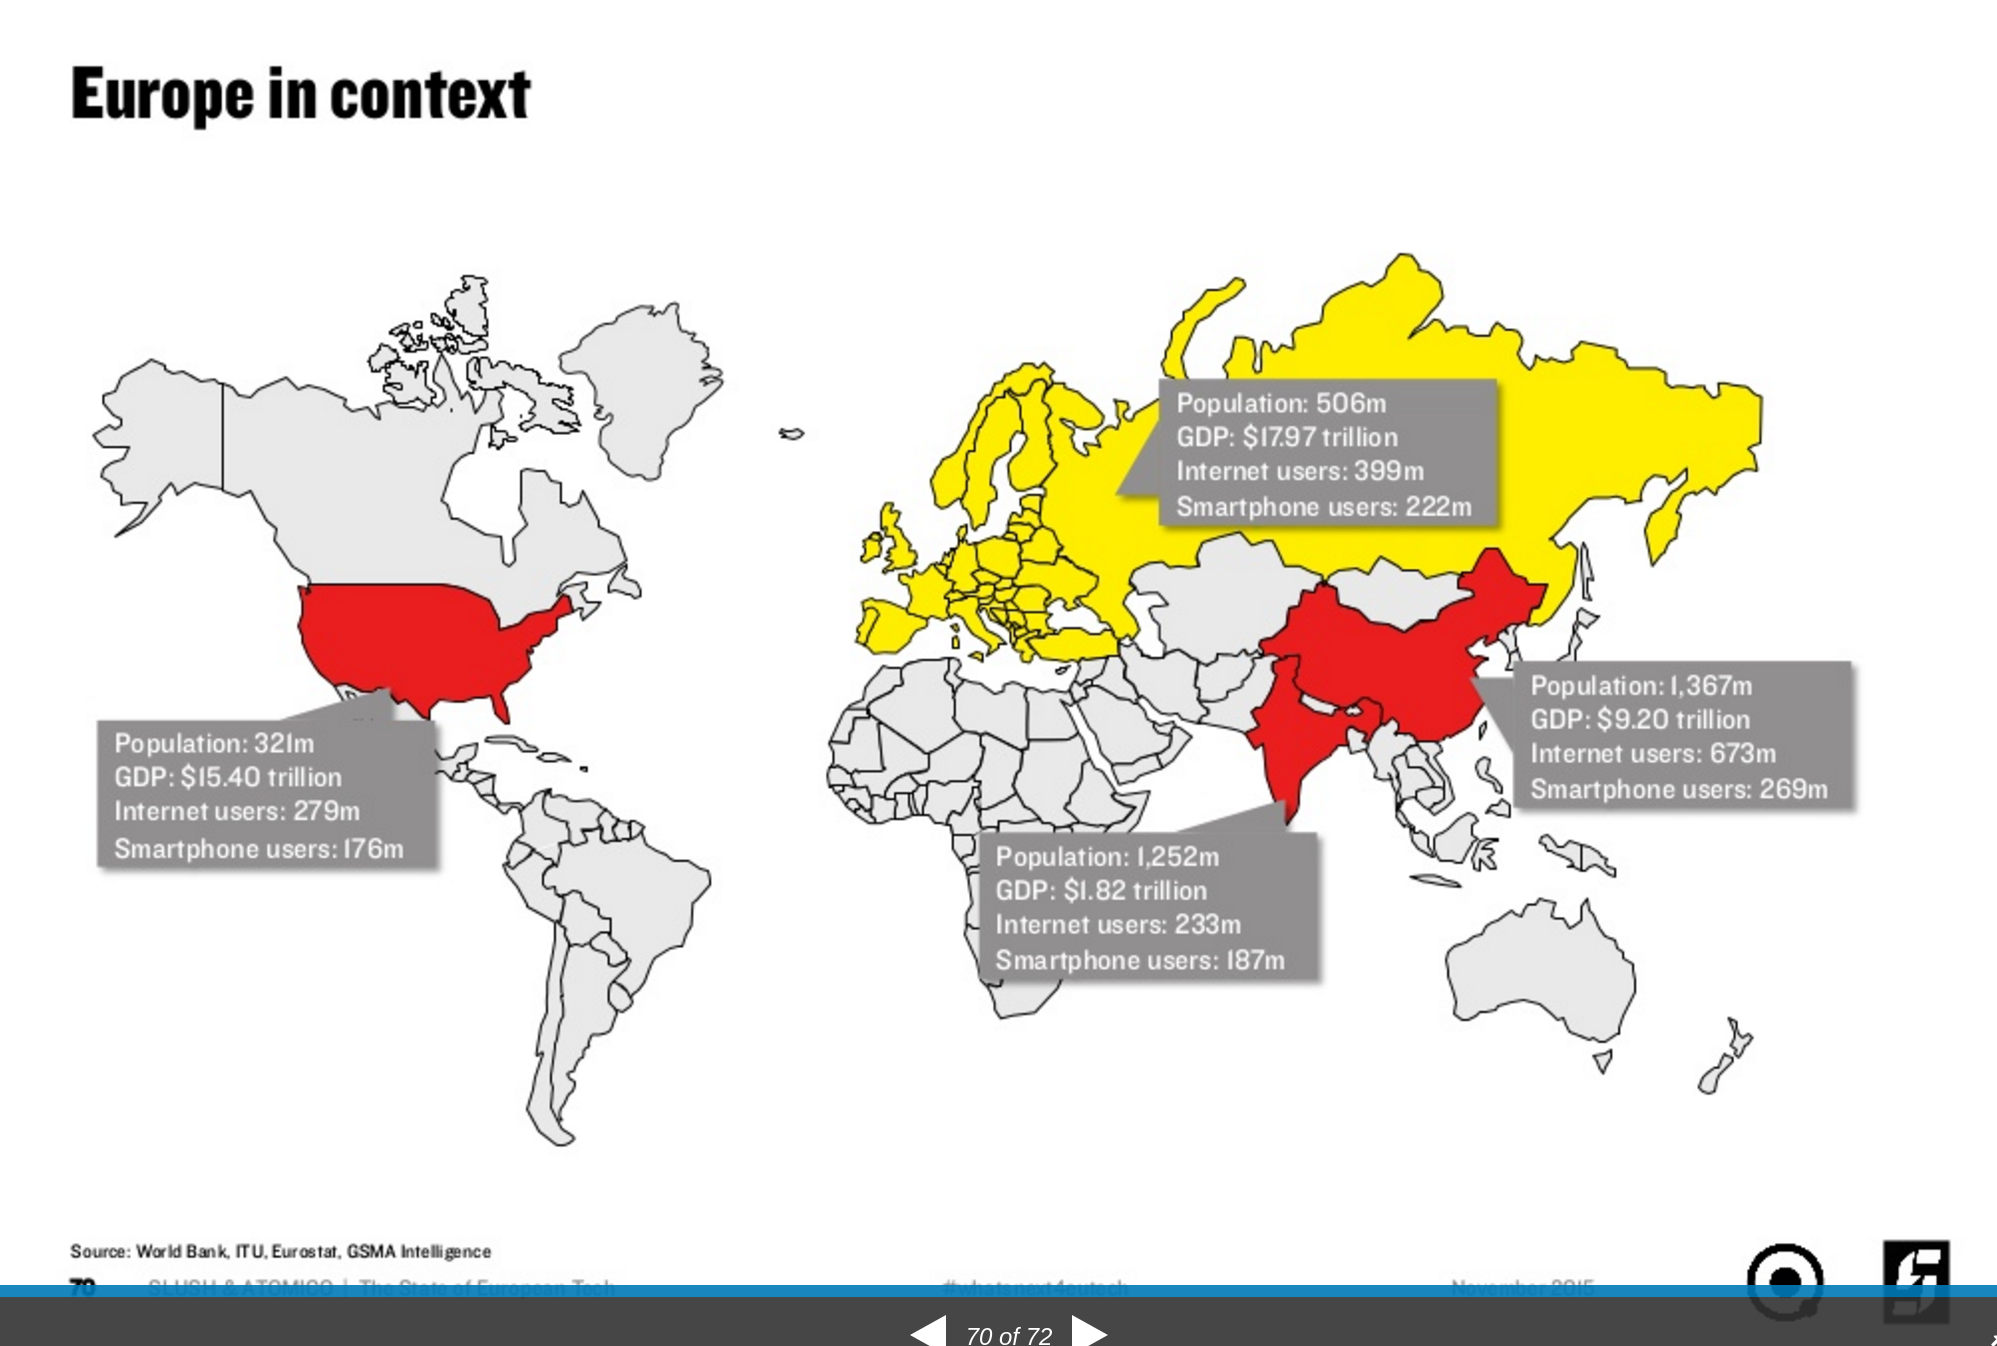 Europe in context
Population: 506m
GDP: $17.97 trillion
Internet users: 399m
Smartphone users: 222m
Population: 1,367m
GDP: $9.20 trillion
Internet users: 673m
Smartphone users: 269m
Population: 321m
GDP: $15.40 trillion
Internet users: 279m
Smartphone users: 176m
Population: 1,252m
GDP: $1.82 trillion
Internet users: 233m
Smartphone users: 187m
Source: World Bank, ITU, Eurostat, GSMA Intelligence
70 SLUSH & ATOMICO | The State of European Tech #whatsnext4eutech November 2015
70 of 72